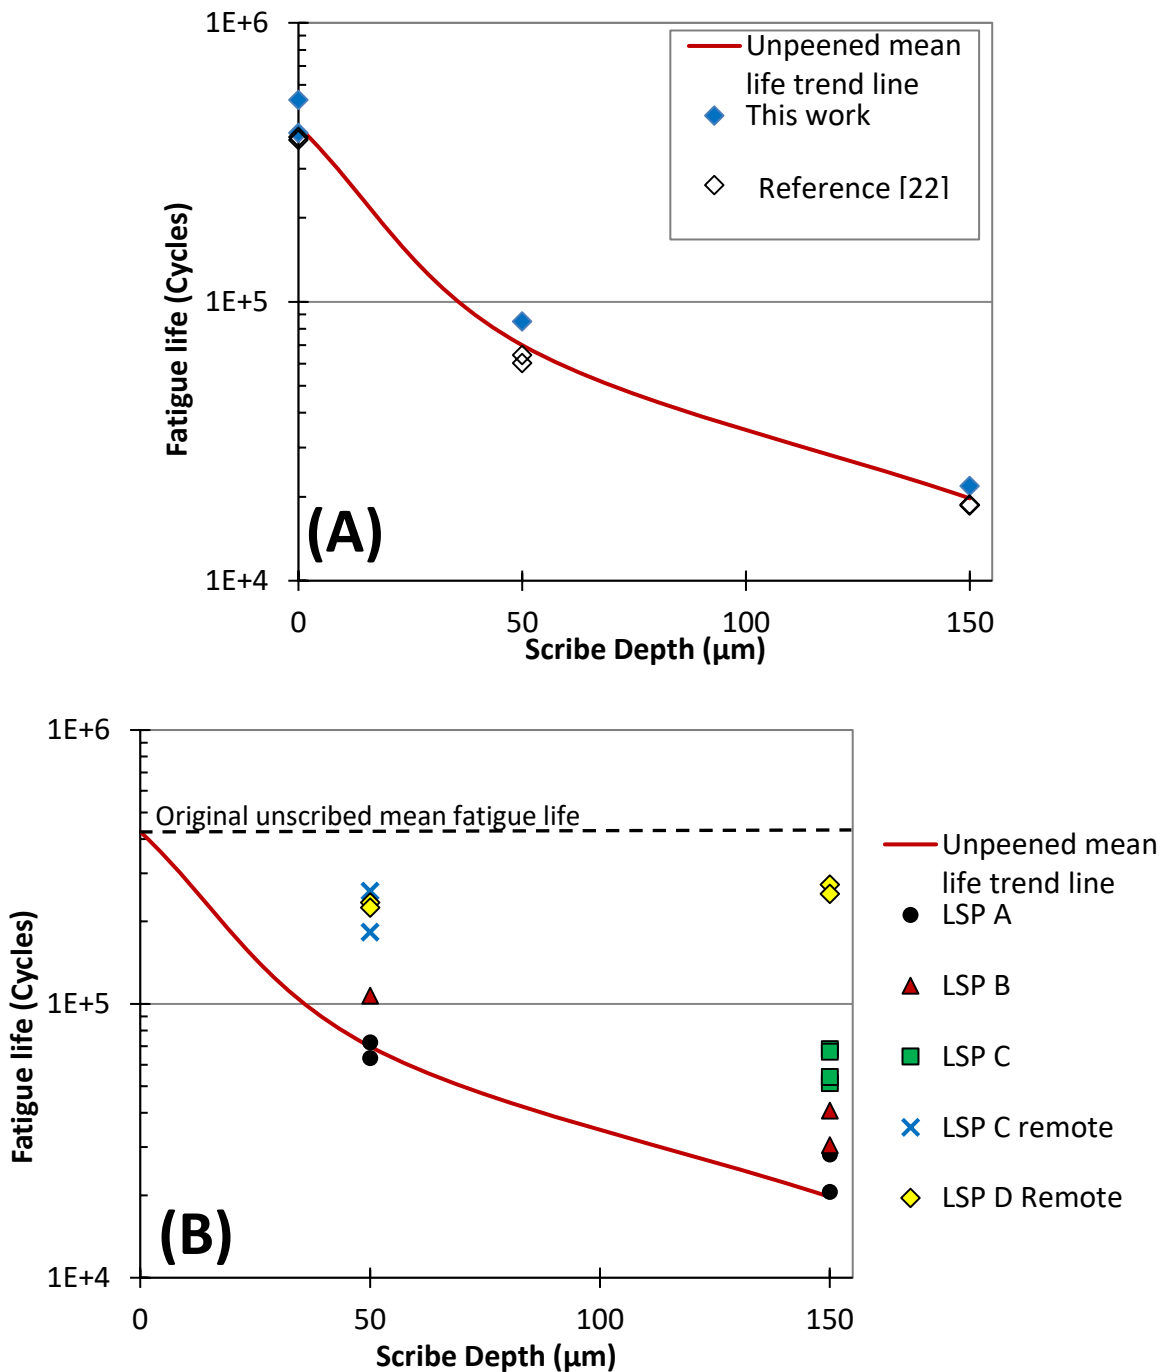 1E+6
1E+5
1E+4
Fatigue life (Cycles)
Unpeened mean
life trend line
This work
Reference [22]
(A)
0
50
100
150
Scribe Depth (µm)
1E+6
1E+5
1E+4
Fatigue life (Cycles)
Original unscribed mean fatigue life
(B)
0
50
100
150
Scribe Depth (µm)
Unpeened mean
life trend line
LSP A
LSP B
LSP C
LSP C remote
LSP D Remote